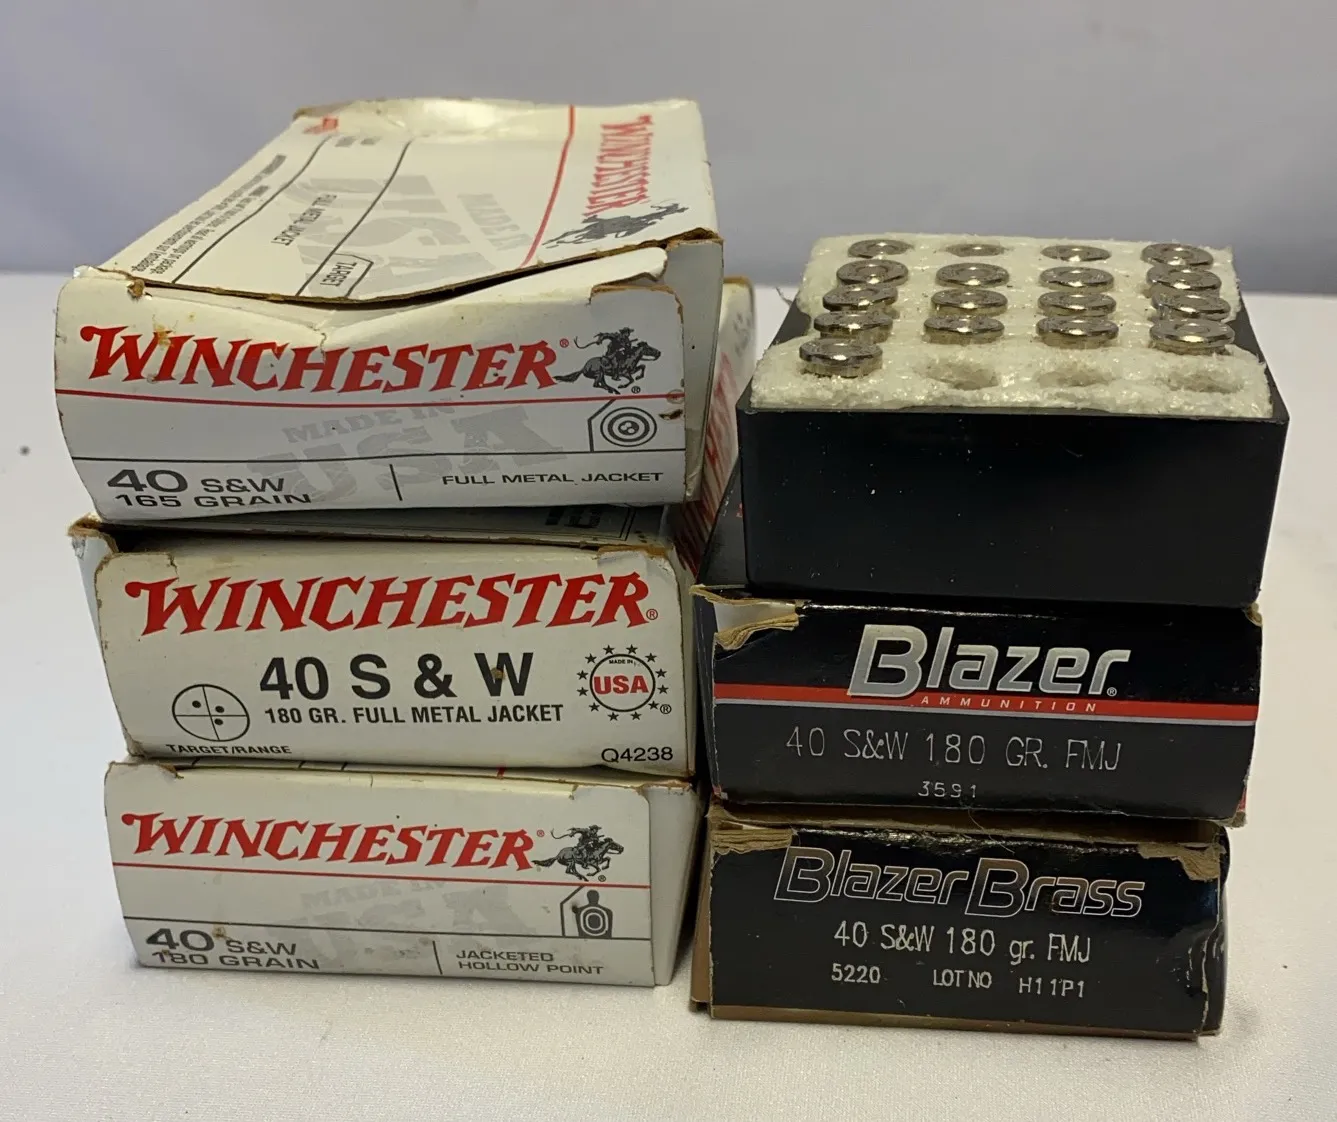 WINCHESTER
MADE IN
USA
FULL METAL JACKET
TARGET
WINCHESTER®
®
MADE IN
USA
40 S&W
165 GRAIN
FULL METAL JACKET
WINCHESTER®
40 S & W
180 GR. FULL METAL JACKET
MADE IN
USA
®
TARGET/RANGE
Q4238
WINCHESTER®
®
MADE IN
USA
40 S&W
180 GRAIN
JACKETED
HOLLOW POINT
Blazer®
AMMUNITION
40 S&W 180 GR. FMJ
3591
Blazer Brass
40 S&W 180 gr. FMJ
5220 LOT NO H11P1